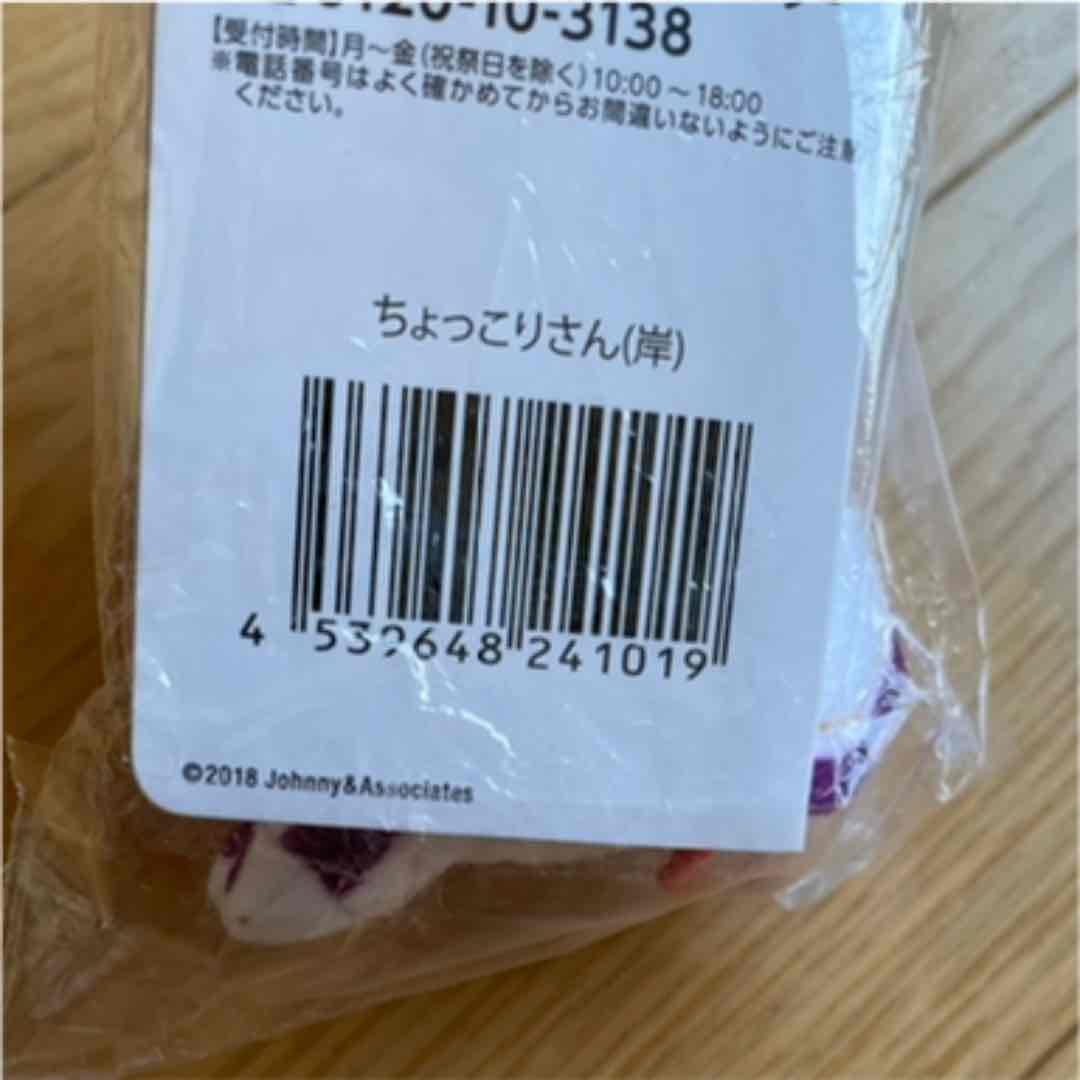 0120-10-3138
【受付時間】月～金(祝祭日を除く)10:00～18:00
※電話番号はよく確かめてからお間違いないようにご注意
ください。
ちょっこりさん(岸)
4 539648 241019
©2018 Johnny&Associates